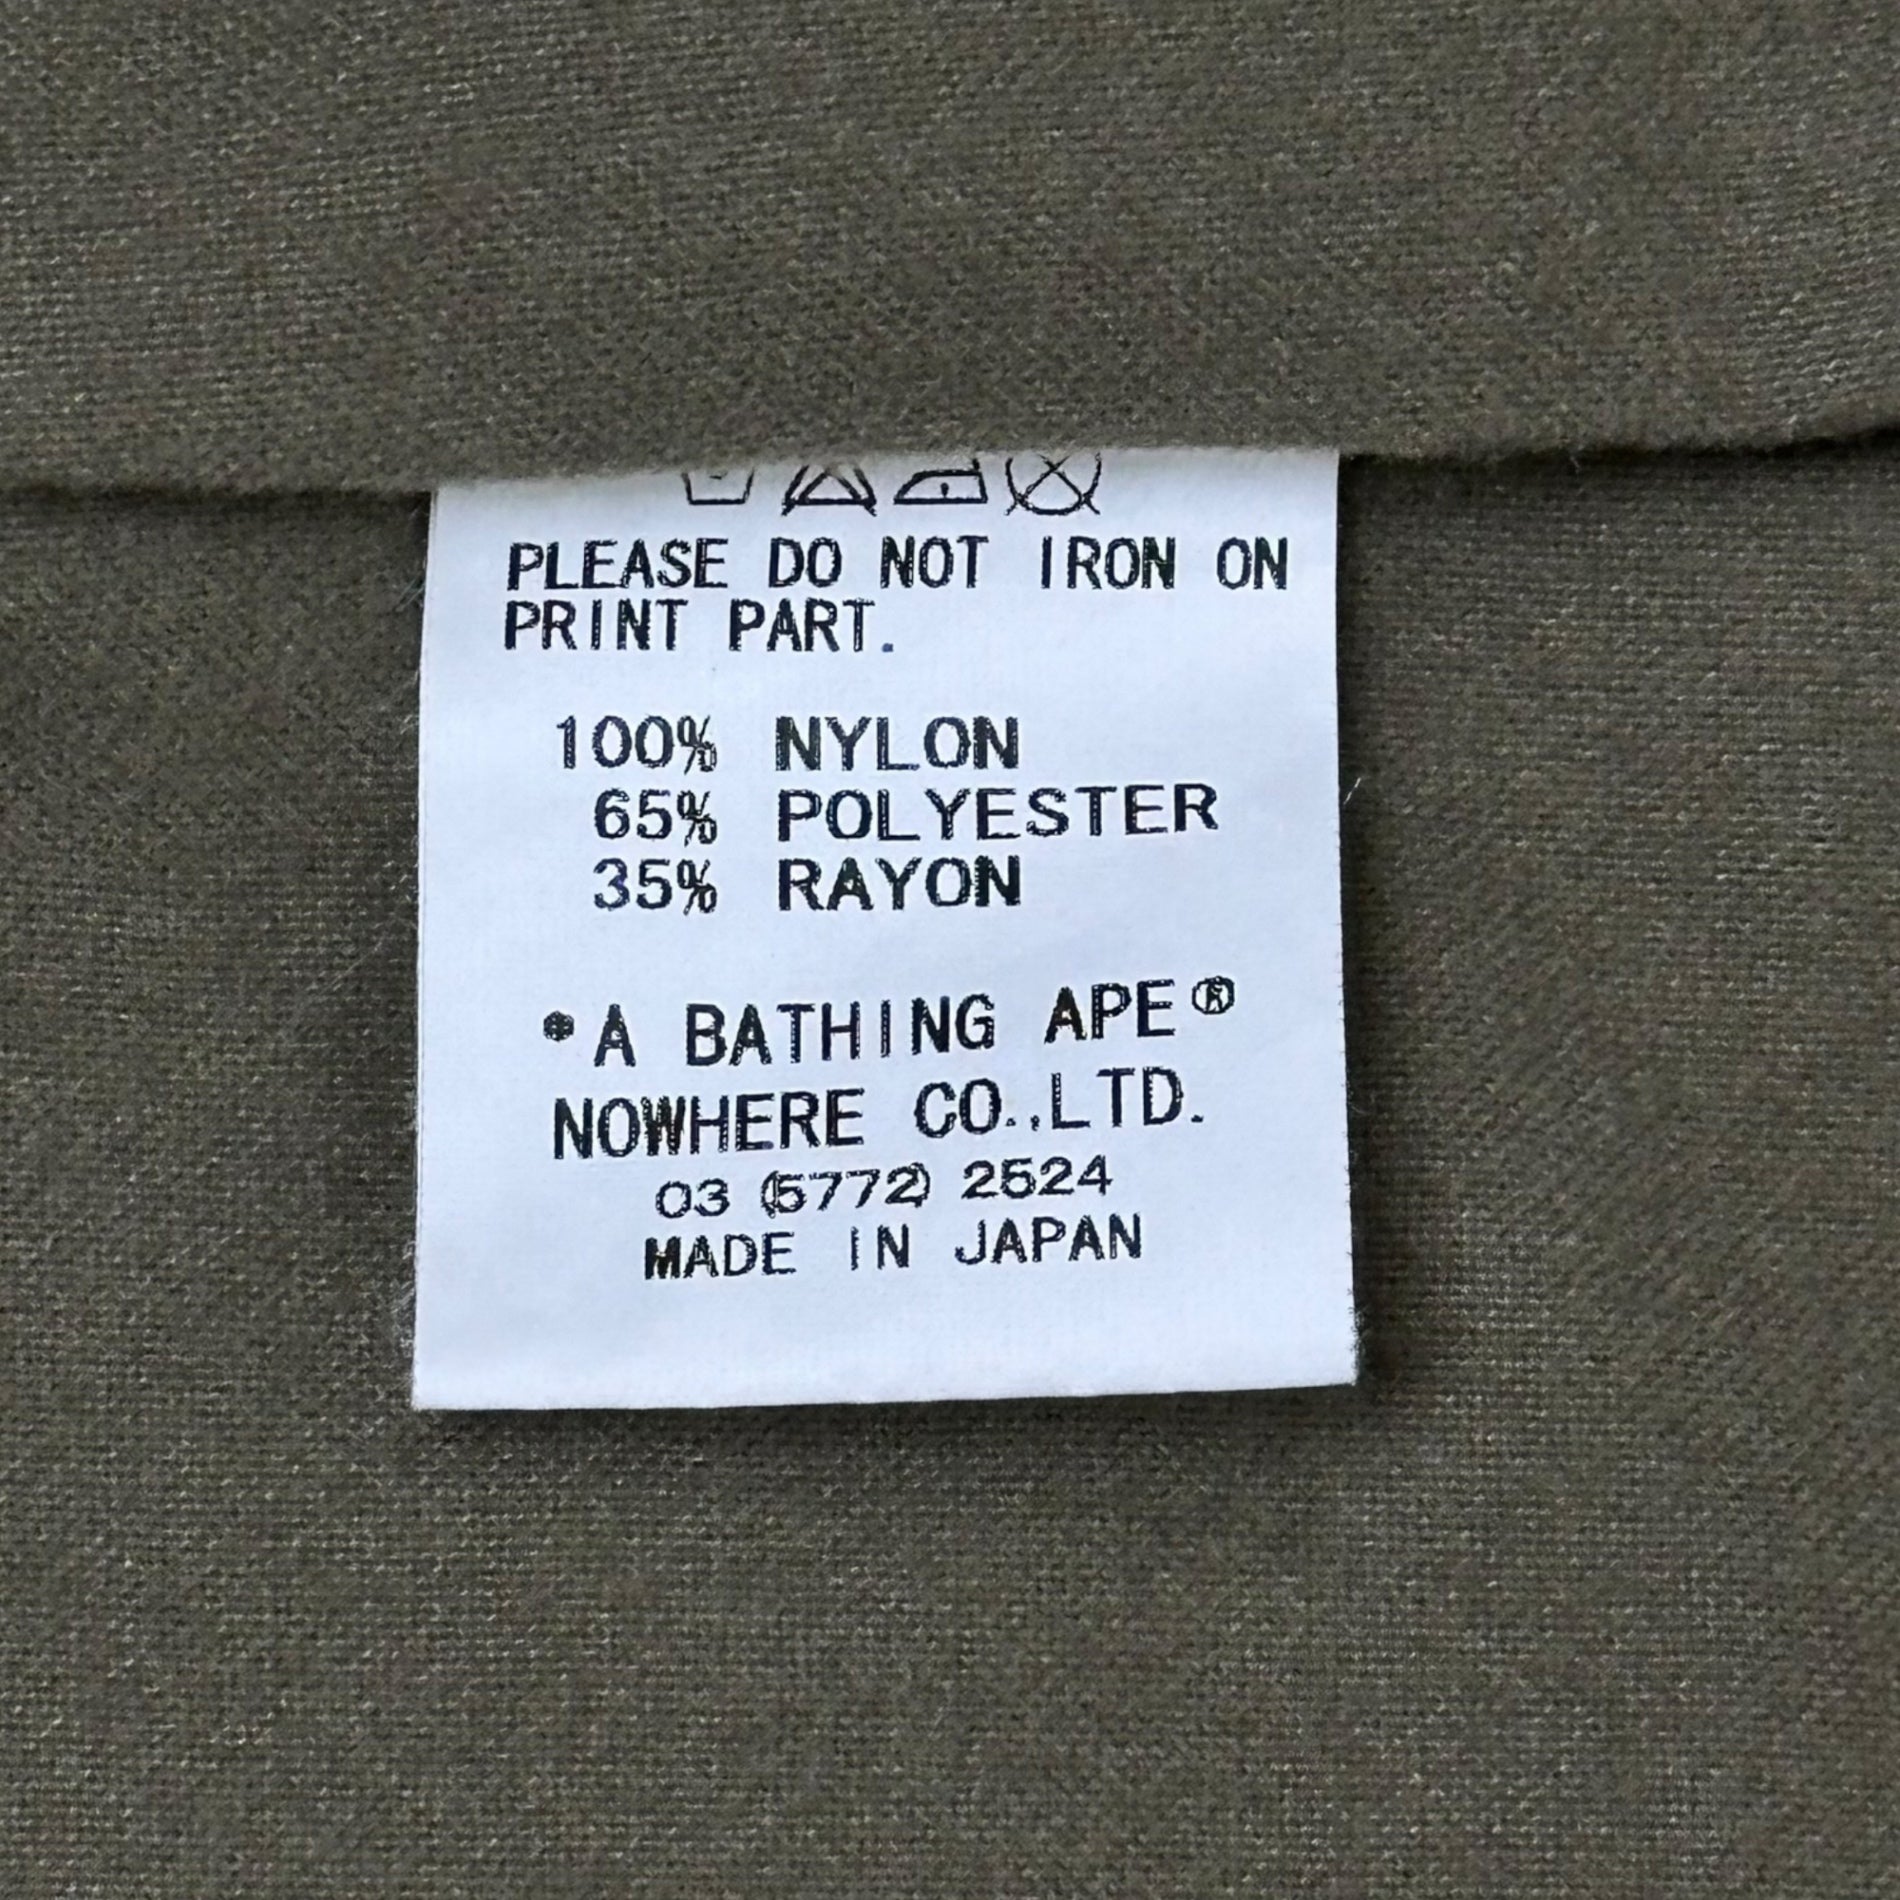 PLEASE DO NOT IRON ON
PRINT PART.
100% NYLON
65% POLYESTER
35% RAYON
•A BATHING APE®
NOWHERE CO.,LTD.
03 (5772) 2524
MADE IN JAPAN